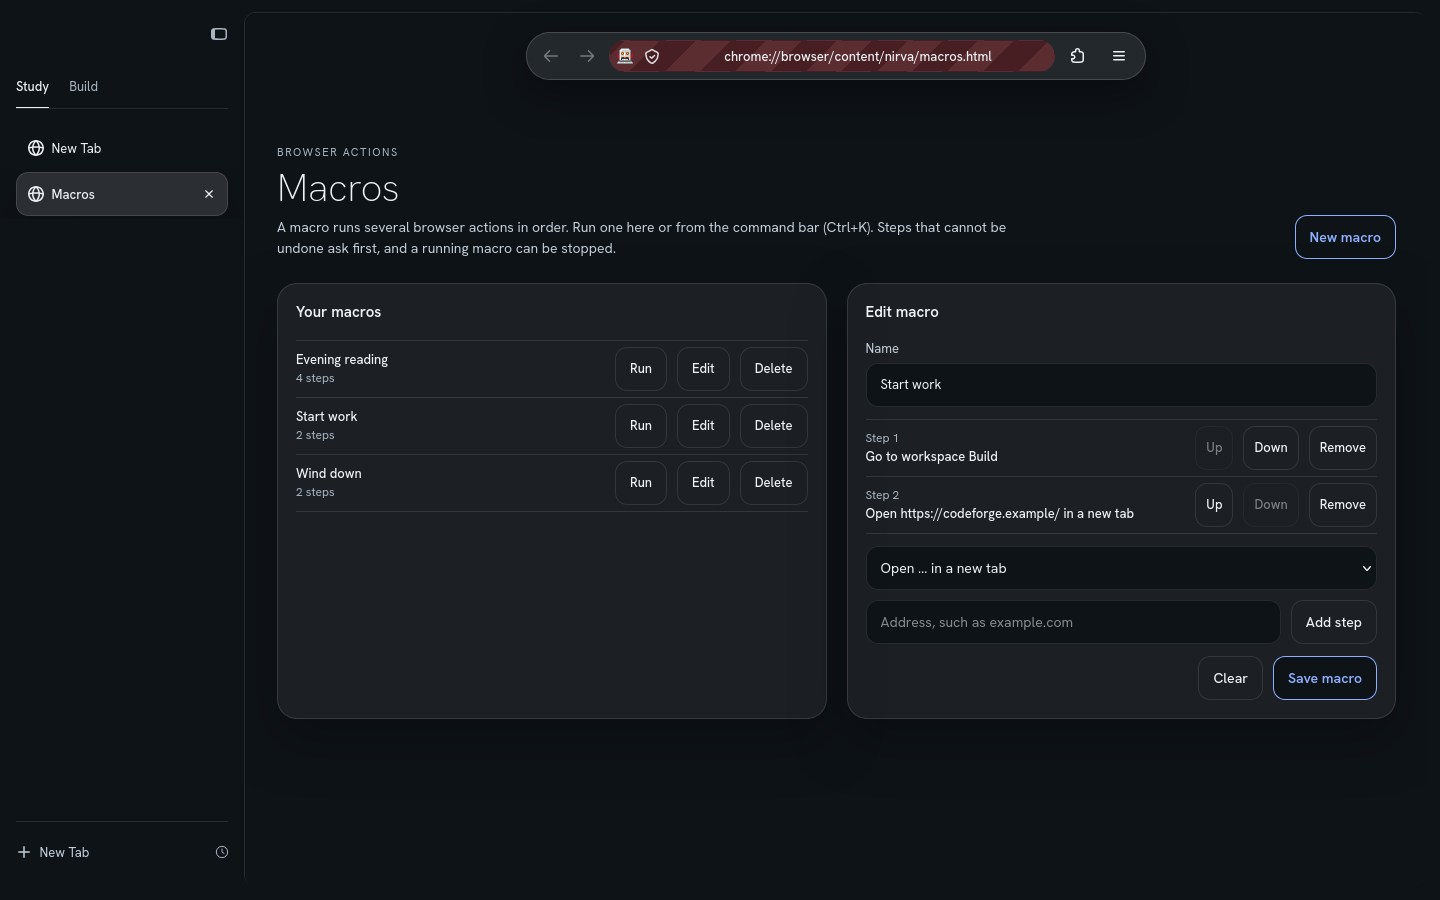 Study
Build
New Tab
Macros
New Tab
chrome://browser/content/nirva/macros.html
BROWSER ACTIONS
Macros
A macro runs several browser actions in order. Run one here or from the command bar (Ctrl+K). Steps that cannot be
undone ask first, and a running macro can be stopped.
New macro
Your macros
Evening reading
4 steps
Run
Edit
Delete
Start work
2 steps
Run
Edit
Delete
Wind down
2 steps
Run
Edit
Delete
Edit macro
Name
Start work
Step 1
Go to workspace Build
Up
Down
Remove
Step 2
Open https://codeforge.example/ in a new tab
Up
Down
Remove
Open ... in a new tab
Address, such as example.com
Add step
Clear
Save macro